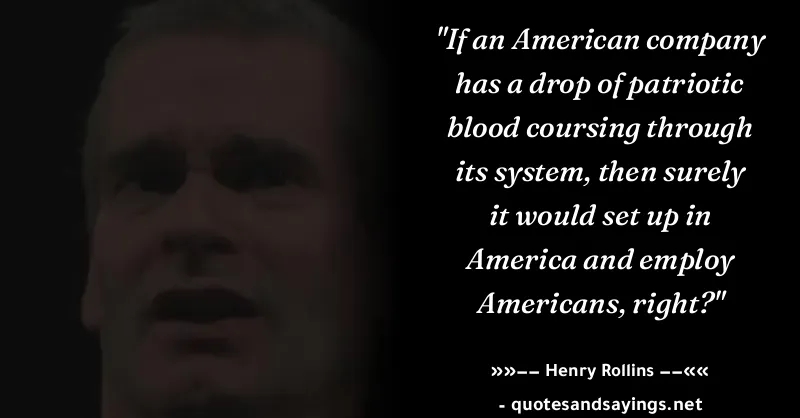 "If an American company
has a drop of patriotic
blood coursing through
its system, then surely
it would set up in
America and employ
Americans, right?"
»»−− Henry Rollins −−««
- quotesandsayings.net